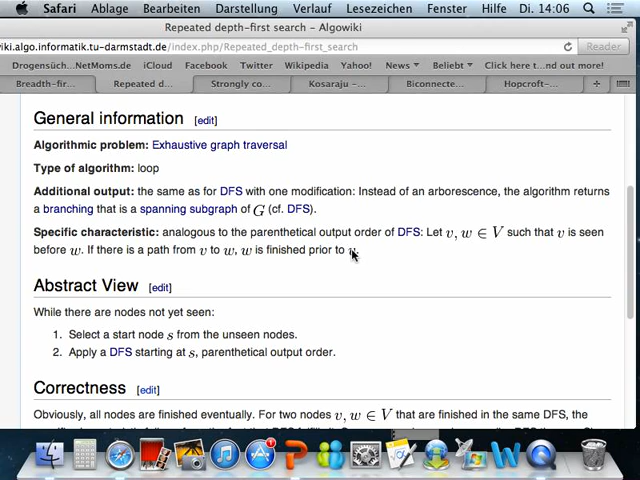 Safari Ablage Bearbeiten Darstellung Verlauf Lesezeichen Fenster Hilfe Di. 14:06
Repeated depth-first search - Algowiki
wiki.algo.informatik.tu-darmstadt.de/index.php/Repeated_depth-first_search Reader
Drogensüch...NetMoms.de iCloud Facebook Twitter Wikipedia Yahoo! News Beliebt Click here t...nd out more!
Breadth-fir... Repeated d... Strongly co... Kosaraju -... Biconnecte... Hopcroft-...
General information [edit]
Algorithmic problem: Exhaustive graph traversal
Type of algorithm: loop
Additional output: the same as for DFS with one modification: Instead of an arborescence, the algorithm returns
a branching that is a spanning subgraph of G (cf. DFS).
Specific characteristic: analogous to the parenthetical output order of DFS: Let v, w ∈ V such that v is seen
before w. If there is a path from v to w, w is finished prior to v.
Abstract View [edit]
While there are nodes not yet seen:
1. Select a start node s from the unseen nodes.
2. Apply a DFS starting at s, parenthetical output order.
Correctness [edit]
Obviously, all nodes are finished eventually. For two nodes v, w ∈ V that are finished in the same DFS, the